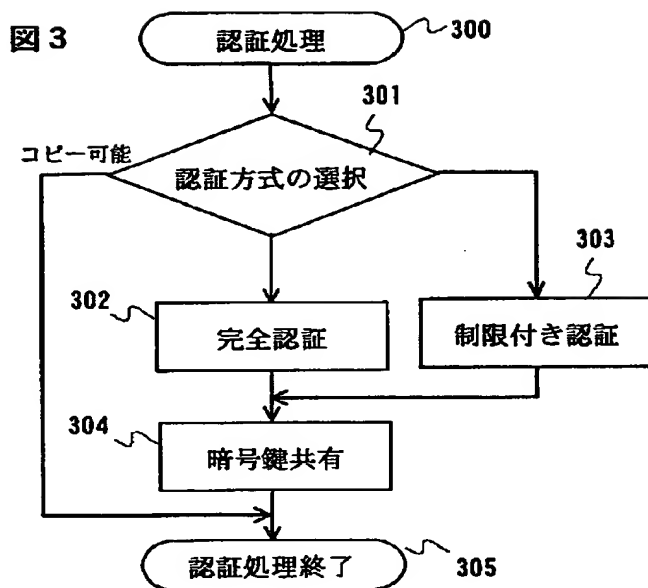 図3
認証処理
300
301
コピー可能
認証方式の選択
303
302
完全認証
制限付き認証
304
暗号鍵共有
認証処理終了
305